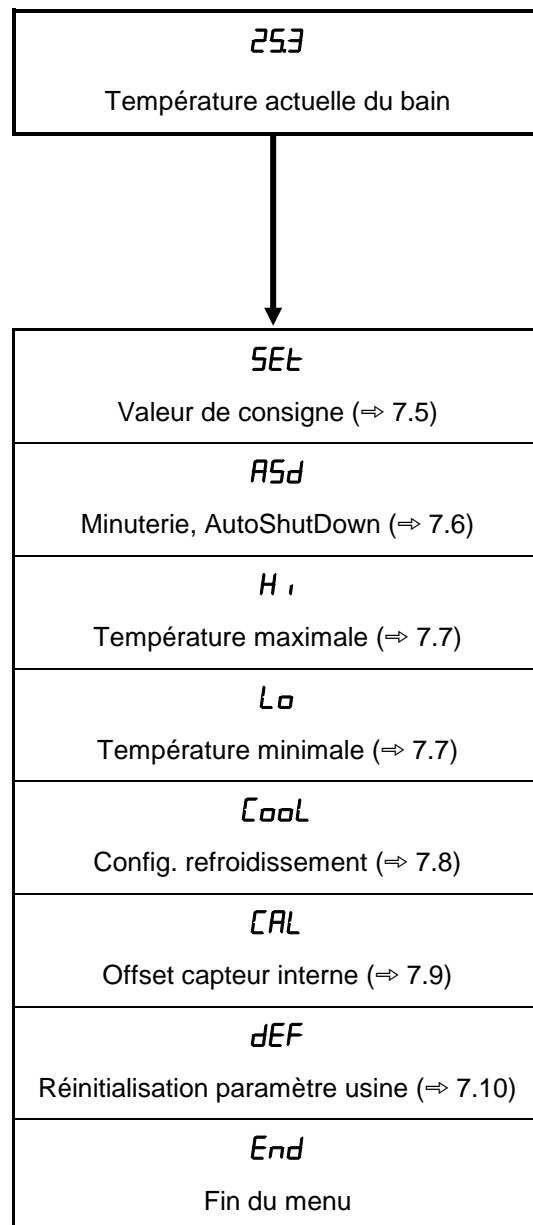 25.3
Température actuelle du bain
SEt
Valeur de consigne (⇨ 7.5)
ASd
Minuterie, AutoShutDown (⇨ 7.6)
Hi
Température maximale (⇨ 7.7)
Lo
Température minimale (⇨ 7.7)
CooL
Config. refroidissement (⇨ 7.8)
CAL
Offset capteur interne (⇨ 7.9)
dEF
Réinitialisation paramètre usine (⇨ 7.10)
End
Fin du menu